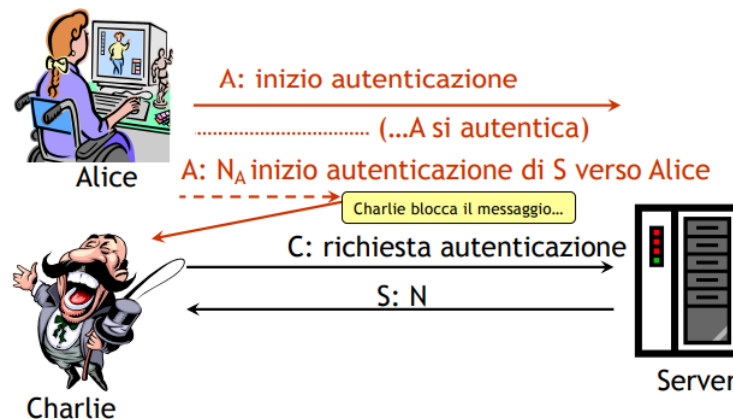 A: inizio autenticazione
(...A si autentica)
Alice
A: NA inizio autenticazione di S verso Alice
Charlie blocca il messaggio...
C: richiesta autenticazione
S: N
Server
Charlie